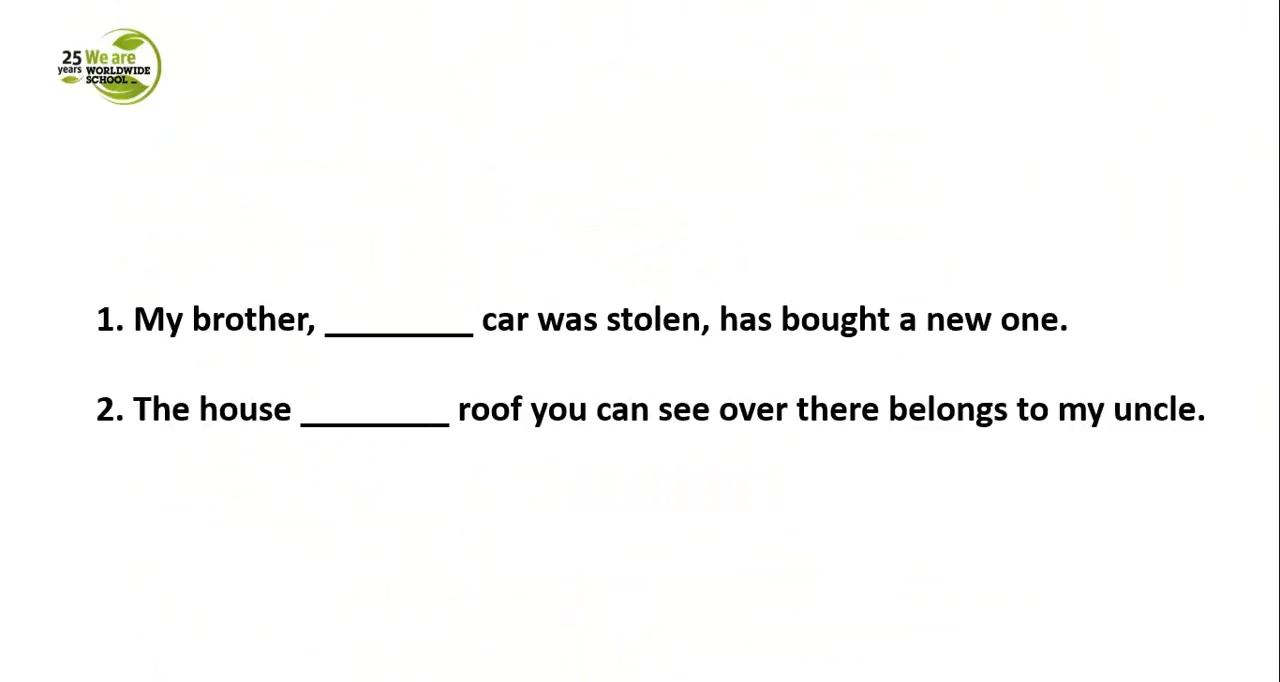 25 We are
years WORLDWIDE
SCHOOL
1. My brother, ________ car was stolen, has bought a new one.
2. The house ________ roof you can see over there belongs to my uncle.